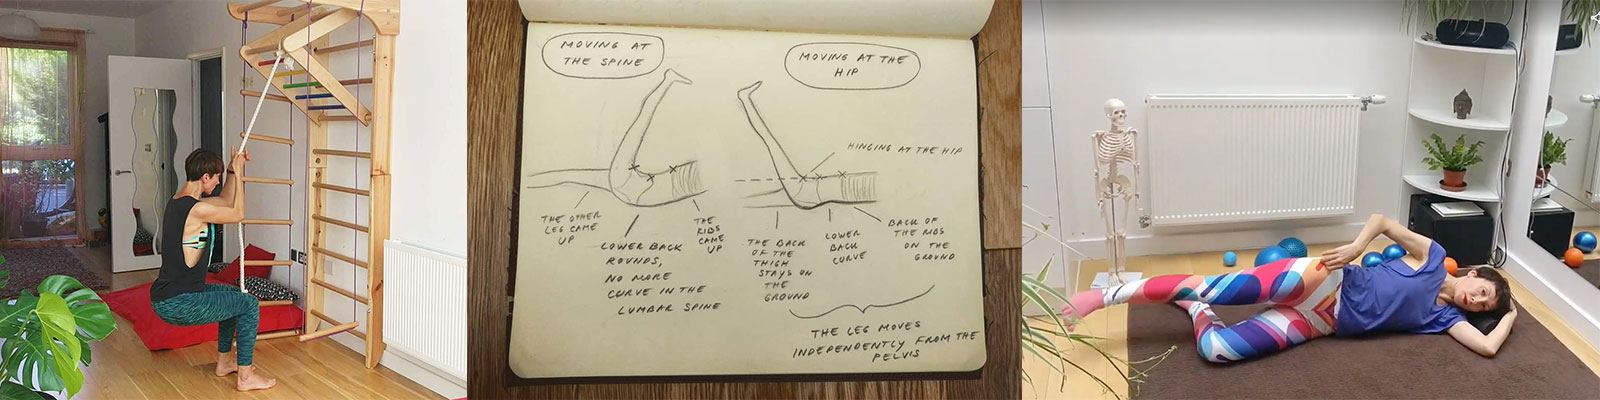 MOVING AT
THE SPINE
MOVING AT THE
HIP
HINGING AT THE HIP
THE OTHER
LEG CAME
UP
LOWER BACK
ROUNDS,
NO MORE
CURVE IN THE
LUMBAR SPINE
THE
RIBS
CAME
UP
THE BACK
OF THE
THIGH
STAYS ON
THE
GROUND
LOWER
BACK
CURVE
BACK OF
THE RIBS
ON THE
GROUND
THE LEG MOVES
INDEPENDENTLY FROM THE
PELVIS